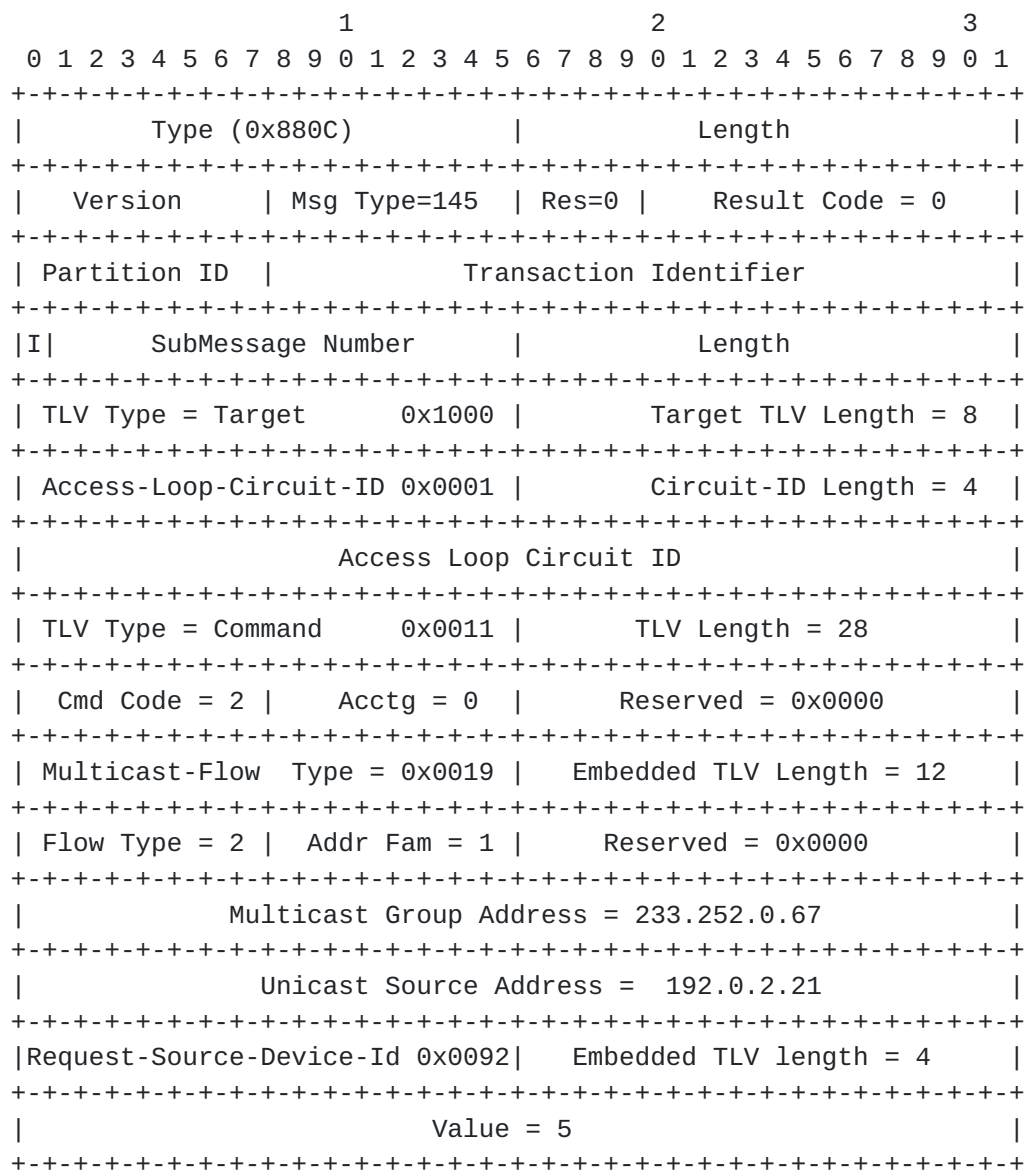 1                   2                   3
 0 1 2 3 4 5 6 7 8 9 0 1 2 3 4 5 6 7 8 9 0 1 2 3 4 5 6 7 8 9 0 1
+-+-+-+-+-+-+-+-+-+-+-+-+-+-+-+-+-+-+-+-+-+-+-+-+-+-+-+-+-+-+-+-+
|        Type (0x880C)          |           Length              |
+-+-+-+-+-+-+-+-+-+-+-+-+-+-+-+-+-+-+-+-+-+-+-+-+-+-+-+-+-+-+-+-+
|   Version     | Msg Type=145  | Res=0 |    Result Code = 0    |
+-+-+-+-+-+-+-+-+-+-+-+-+-+-+-+-+-+-+-+-+-+-+-+-+-+-+-+-+-+-+-+-+
| Partition ID  |            Transaction Identifier             |
+-+-+-+-+-+-+-+-+-+-+-+-+-+-+-+-+-+-+-+-+-+-+-+-+-+-+-+-+-+-+-+-+
|I|      SubMessage Number      |           Length              |
+-+-+-+-+-+-+-+-+-+-+-+-+-+-+-+-+-+-+-+-+-+-+-+-+-+-+-+-+-+-+-+-+
| TLV Type = Target      0x1000 |        Target TLV Length = 8  |
+-+-+-+-+-+-+-+-+-+-+-+-+-+-+-+-+-+-+-+-+-+-+-+-+-+-+-+-+-+-+-+-+
| Access-Loop-Circuit-ID 0x0001 |        Circuit-ID Length = 4  |
+-+-+-+-+-+-+-+-+-+-+-+-+-+-+-+-+-+-+-+-+-+-+-+-+-+-+-+-+-+-+-+-+
|                    Access Loop Circuit ID                     |
+-+-+-+-+-+-+-+-+-+-+-+-+-+-+-+-+-+-+-+-+-+-+-+-+-+-+-+-+-+-+-+-+
| TLV Type = Command     0x0011 |       TLV Length = 28         |
+-+-+-+-+-+-+-+-+-+-+-+-+-+-+-+-+-+-+-+-+-+-+-+-+-+-+-+-+-+-+-+-+
|  Cmd Code = 2 |    Acctg = 0  |      Reserved = 0x0000        |
+-+-+-+-+-+-+-+-+-+-+-+-+-+-+-+-+-+-+-+-+-+-+-+-+-+-+-+-+-+-+-+-+
| Multicast-Flow  Type = 0x0019 |   Embedded TLV Length = 12    |
+-+-+-+-+-+-+-+-+-+-+-+-+-+-+-+-+-+-+-+-+-+-+-+-+-+-+-+-+-+-+-+-+
| Flow Type = 2 |  Addr Fam = 1 |     Reserved = 0x0000         |
+-+-+-+-+-+-+-+-+-+-+-+-+-+-+-+-+-+-+-+-+-+-+-+-+-+-+-+-+-+-+-+-+
|             Multicast Group Address = 233.252.0.67            |
+-+-+-+-+-+-+-+-+-+-+-+-+-+-+-+-+-+-+-+-+-+-+-+-+-+-+-+-+-+-+-+-+
|               Unicast Source Address =  192.0.2.21            |
+-+-+-+-+-+-+-+-+-+-+-+-+-+-+-+-+-+-+-+-+-+-+-+-+-+-+-+-+-+-+-+-+
|Request-Source-Device-Id 0x0092|   Embedded TLV length = 4     |
+-+-+-+-+-+-+-+-+-+-+-+-+-+-+-+-+-+-+-+-+-+-+-+-+-+-+-+-+-+-+-+-+
|                          Value = 5                            |
+-+-+-+-+-+-+-+-+-+-+-+-+-+-+-+-+-+-+-+-+-+-+-+-+-+-+-+-+-+-+-+-+